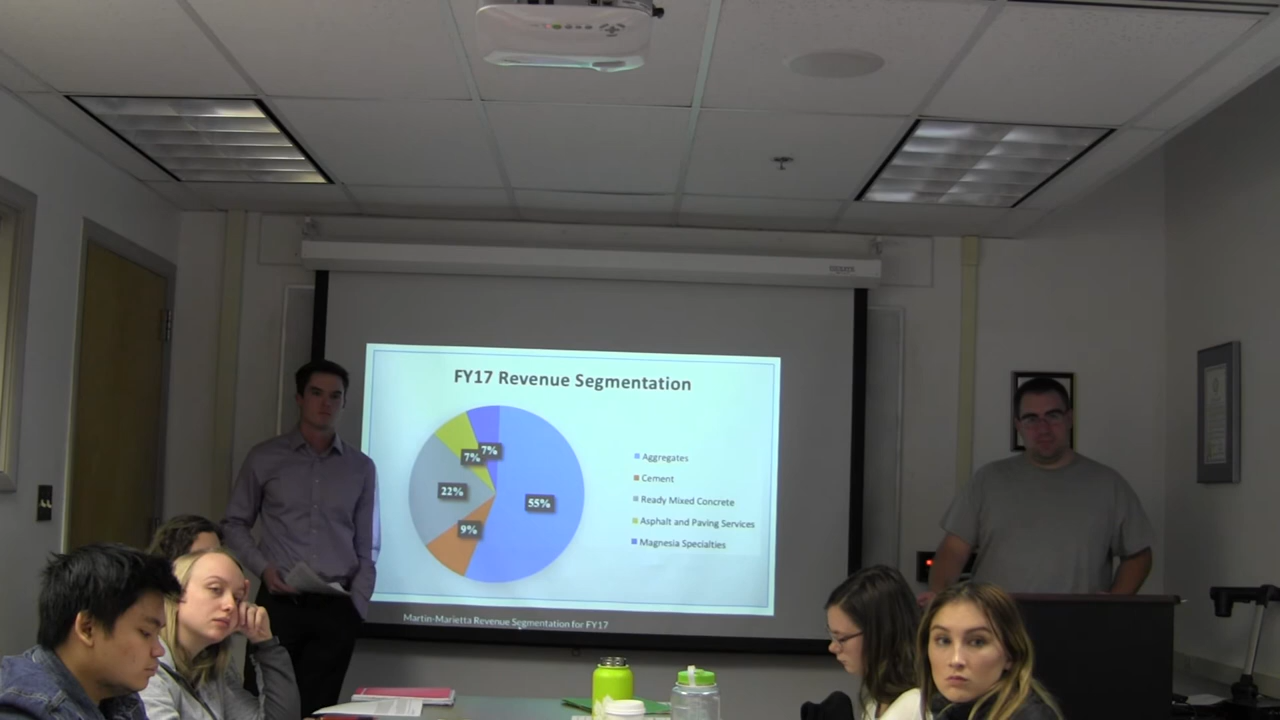 FY17 Revenue Segmentation
7%
7%
22%
55%
9%
Aggregates
Cement
Ready Mixed Concrete
Asphalt and Paving Services
Magnesia Specialties
Martin-Marietta Revenue Segmentation for FY17